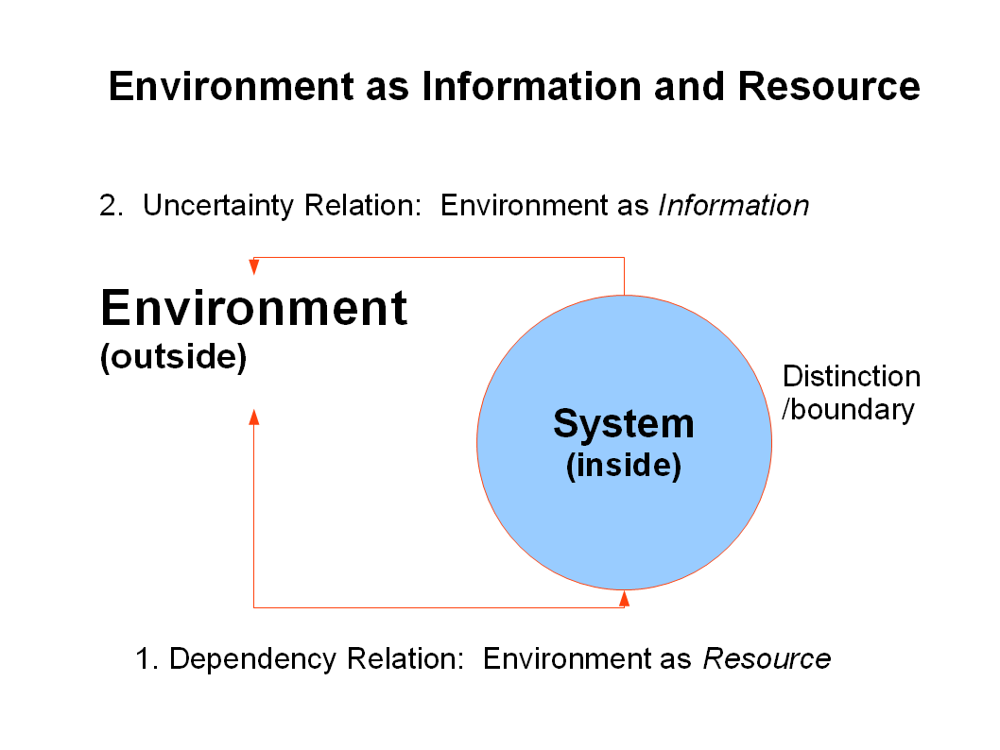 Environment as Information and Resource
2. Uncertainty Relation: Environment as Information
Environment
(outside)
Distinction
/boundary
System
(inside)
1. Dependency Relation: Environment as Resource